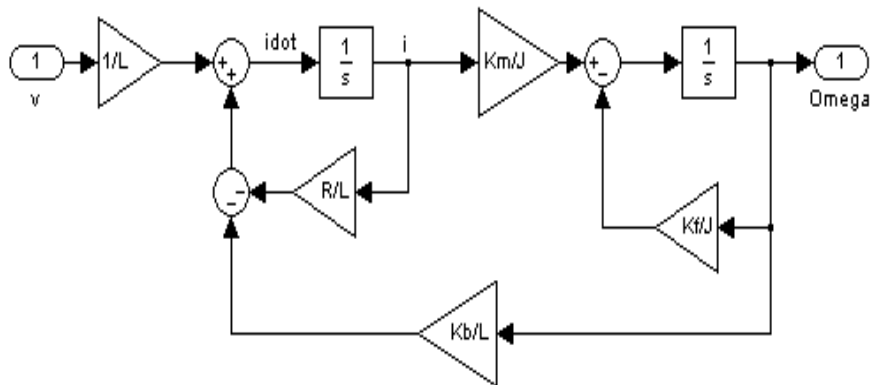 1
v
1/L
+
+
idot
1
s
i
Km/J
+
−
1
s
1
Omega
−
−
R/L
Kf/J
Kb/L